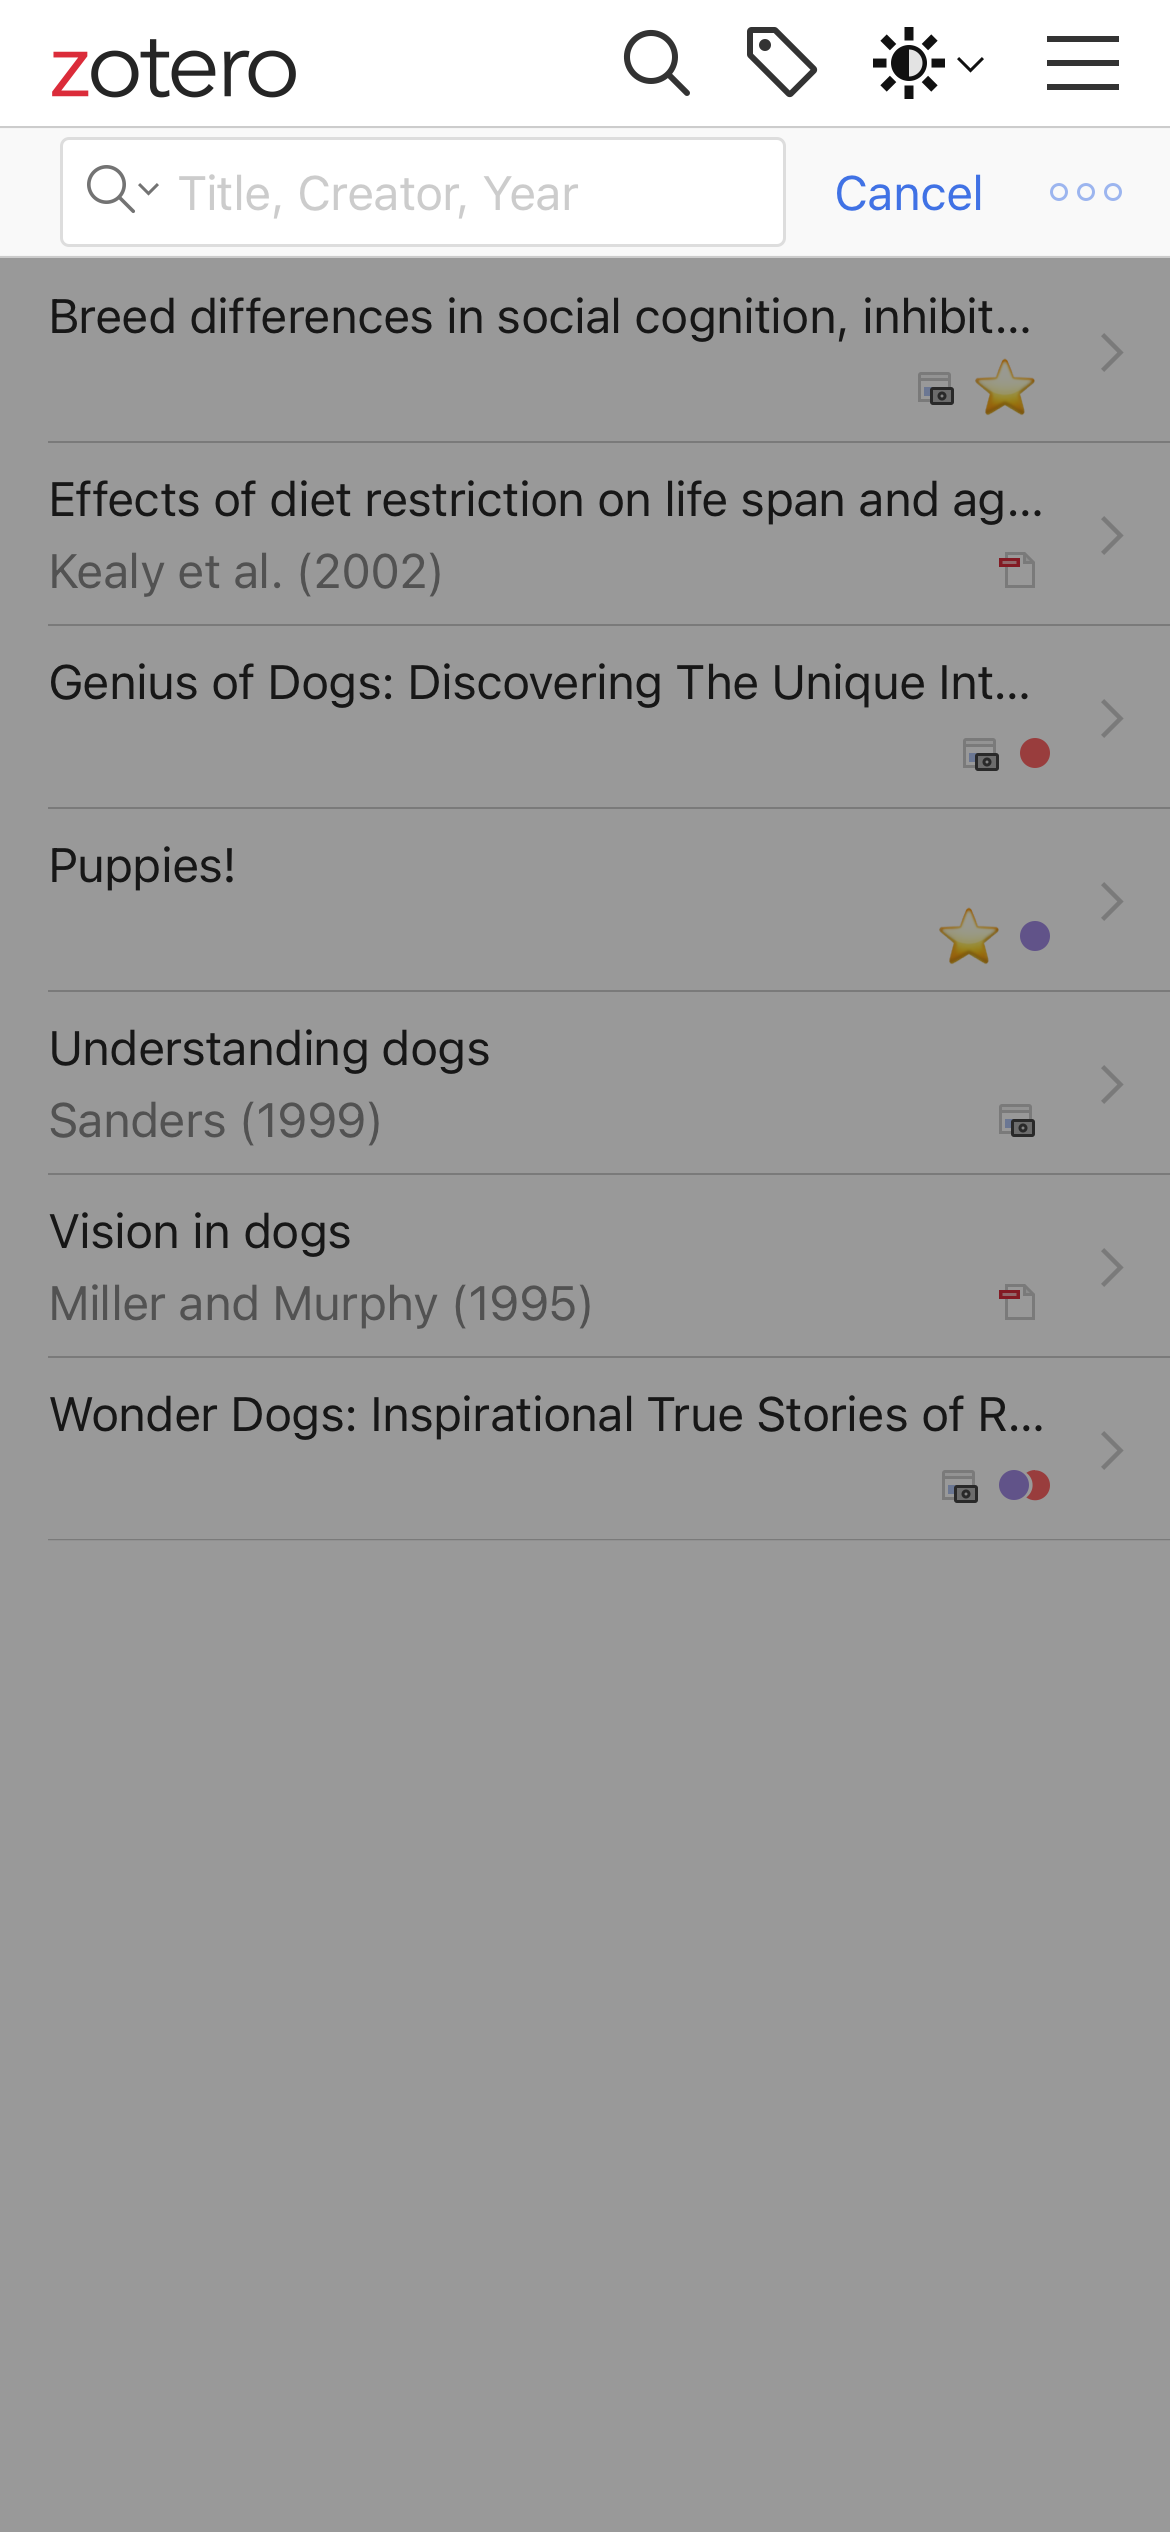 zotero
Title, Creator, Year
Cancel
Breed differences in social cognition, inhibit...
Effects of diet restriction on life span and ag...
Kealy et al. (2002)
Genius of Dogs: Discovering The Unique Int...
Puppies!
Understanding dogs
Sanders (1999)
Vision in dogs
Miller and Murphy (1995)
Wonder Dogs: Inspirational True Stories of R...